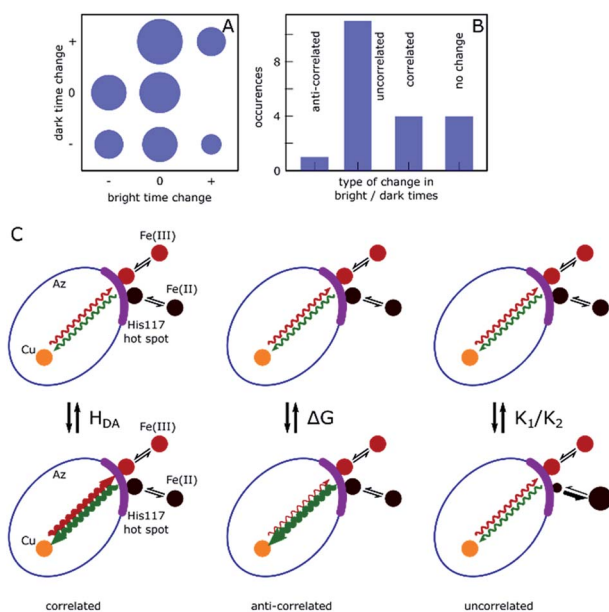 A
dark time change
+
0
-
-
0
+
bright time change
B
occurences
8
4
0
anti-correlated
uncorrelated
correlated
no change
type of change in
bright / dark times
C
Fe(III)
Az
Fe(II)
Cu
His117
hot spot
H_DA
ΔG
K₁/K₂
Fe(III)
Az
Fe(II)
Cu
His117
hot spot
correlated
anti-correlated
uncorrelated